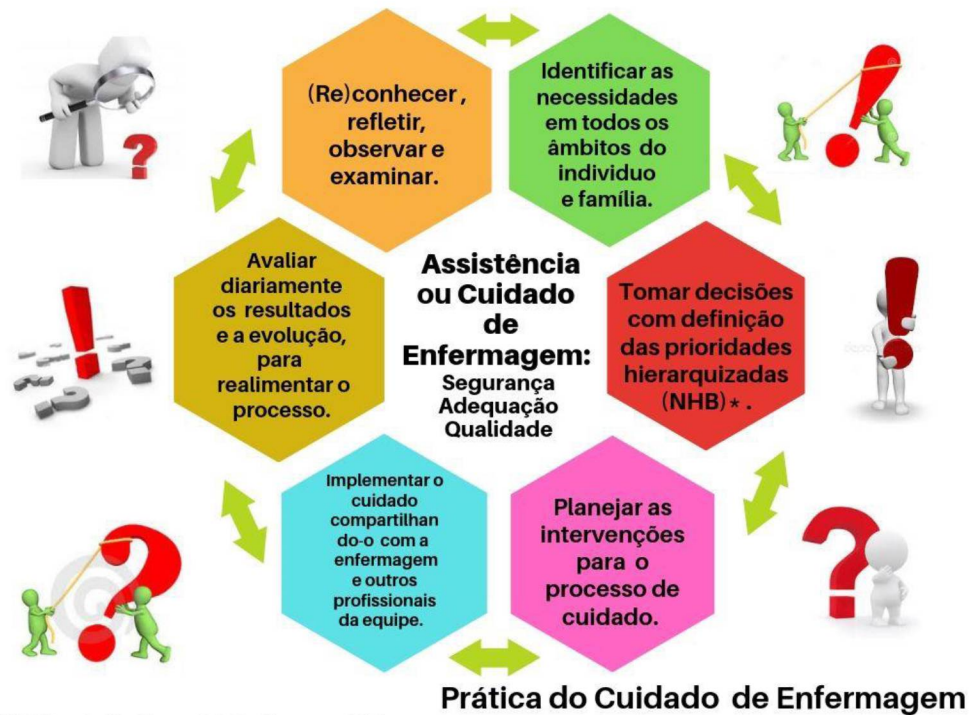 (Re)conhecer ,
refletir,
observar e
examinar.
Identificar as
necessidades
em todos os
âmbitos do
individuo
e família.
Avaliar
diariamente
os resultados
e a evolução,
para
realimentar o
processo.
Assistência
ou Cuidado
de
Enfermagem:
Segurança
Adequação
Qualidade
Tomar decisões
com definição
das prioridades
hierarquizadas
(NHB)* .
Implementar o
cuidado
compartilhan
do-o com a
enfermagem
e outros
profissionais
da equipe.
Planejar as
intervenções
para o
processo de
cuidado.
Prática do Cuidado de Enfermagem